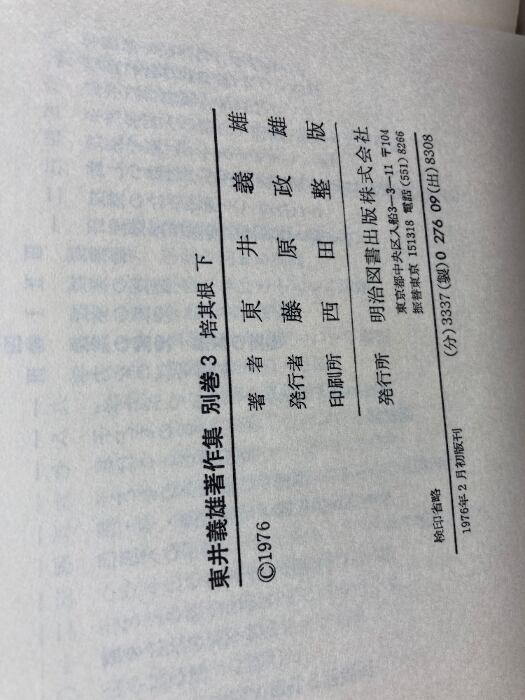 東井義雄著作集 別巻3 培其根 下
©1976
著者 東井義雄
発行者 藤原政雄
印刷所 西田整版
発行所 明治図書出版株式会社
東京都中央区入船3-3-11 〒104
振替東京 151318 電話(551)8266
検印省略
(分)3337(製)0 276 09(出)8308
1976年2月初版刊